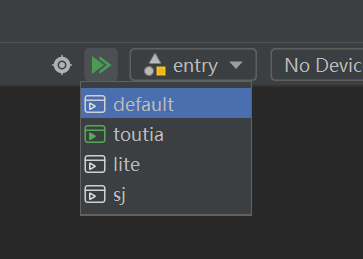 entry
No Devic
default
toutia
lite
sj